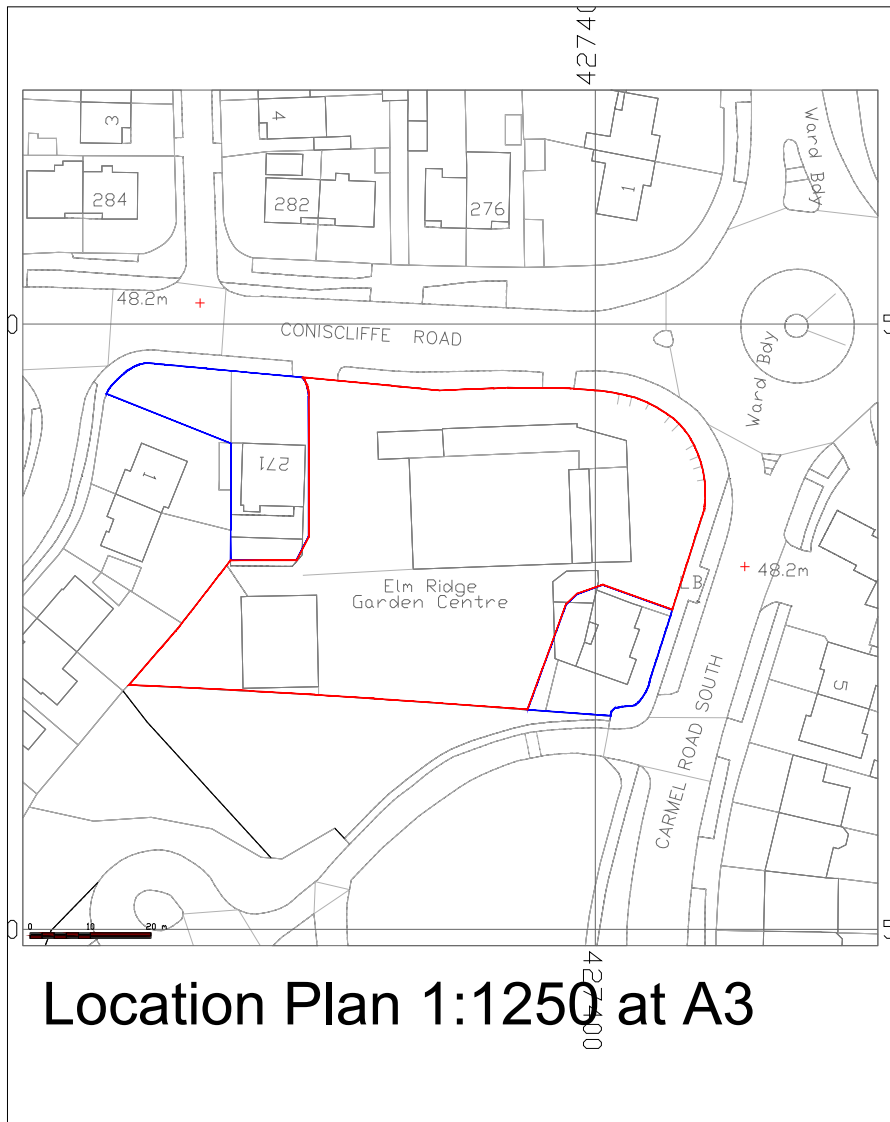 42740
3
4
284
282
276
1
Ward Bdy
48.2m
CONISCLIFFE ROAD
Ward Bdy
271
1
Elm Ridge
Garden Centre
LB
48.2m
5
CARMEL ROAD SOUTH
0 10 20 m
Location Plan 1:1250 at A3
427400